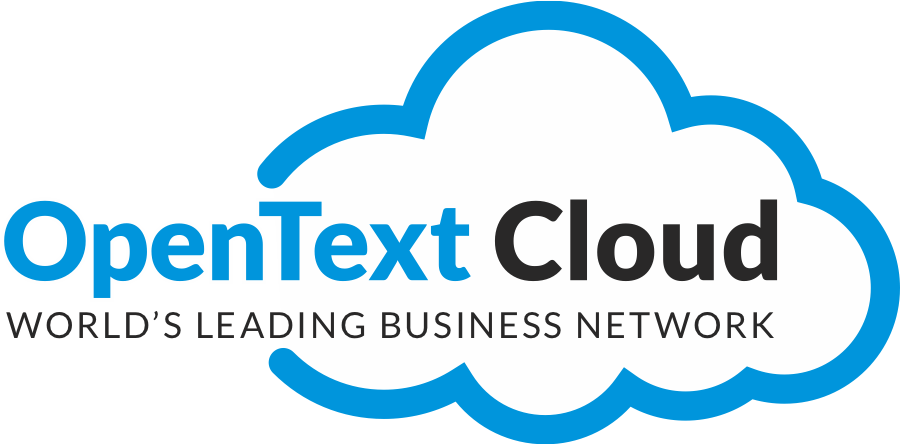 OpenText Cloud
WORLD’S LEADING BUSINESS NETWORK